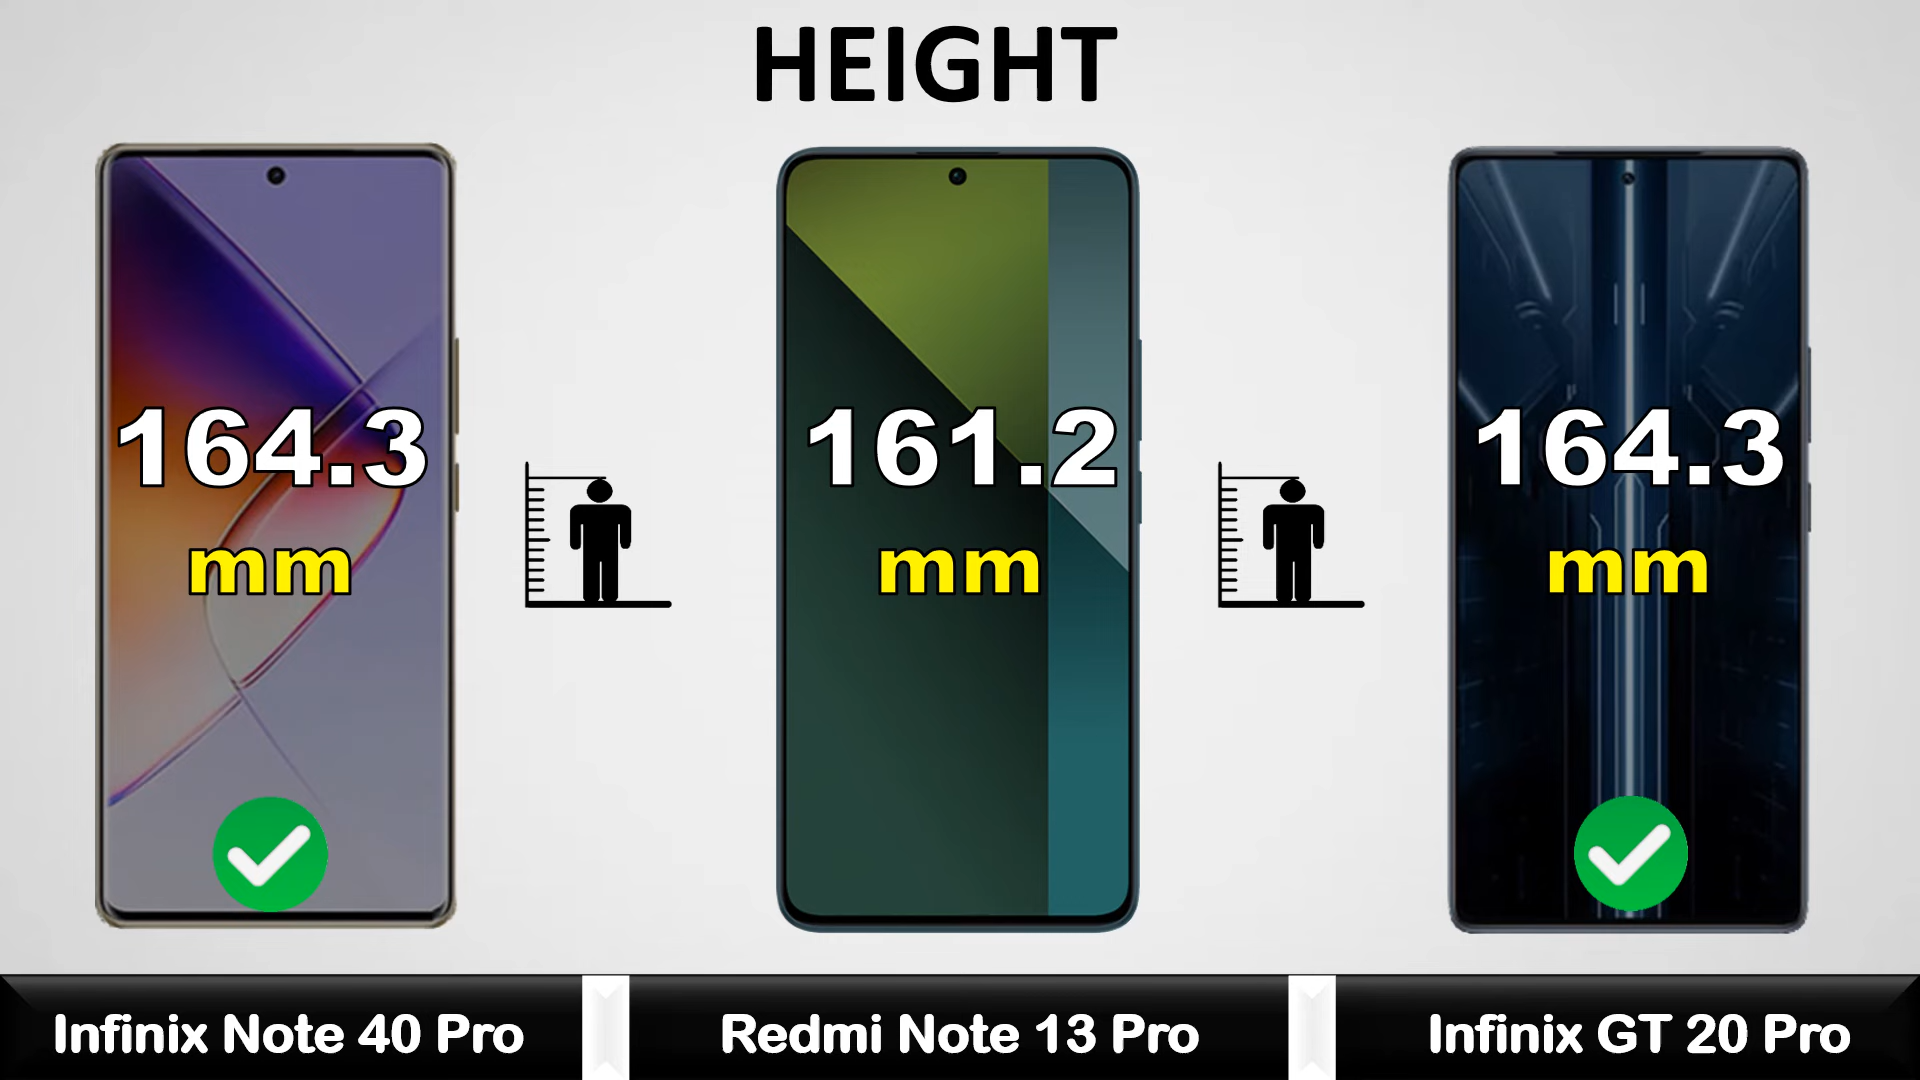 HEIGHT
164.3
mm
161.2
mm
164.3
mm
Infinix Note 40 Pro
Redmi Note 13 Pro
Infinix GT 20 Pro